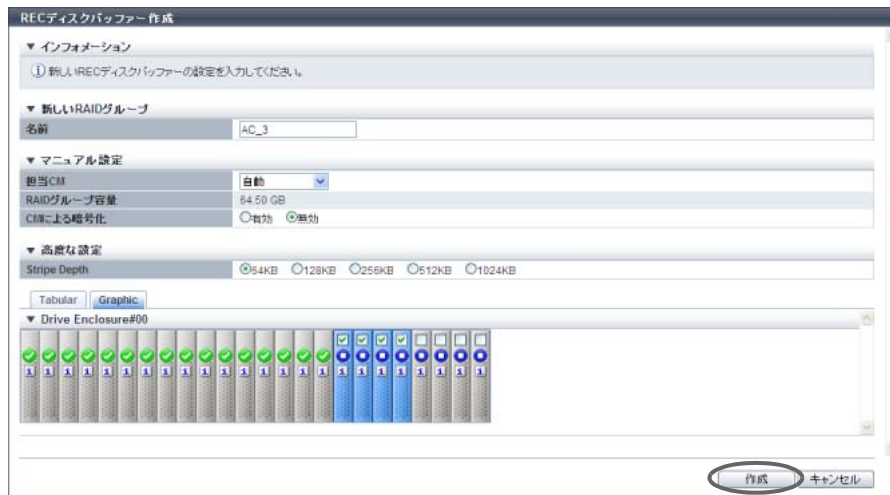 RECディスクバッファー作成
▼ インフォメーション
新しいRECディスクバッファーの設定を入力してください。
▼ 新しいRAIDグループ
名前 AC_3
▼ マニュアル設定
担当CM 自動
RAIDグループ容量 64.50 GB
CMによる暗号化 有効 無効
▼ 高度な設定
Stripe Depth 64KB 128KB 256KB 512KB 1024KB
Tabular Graphic
▼ Drive Enclosure#00
i i i i i i i i i i i i i i i i i i i i i i i i
作成 キャンセル